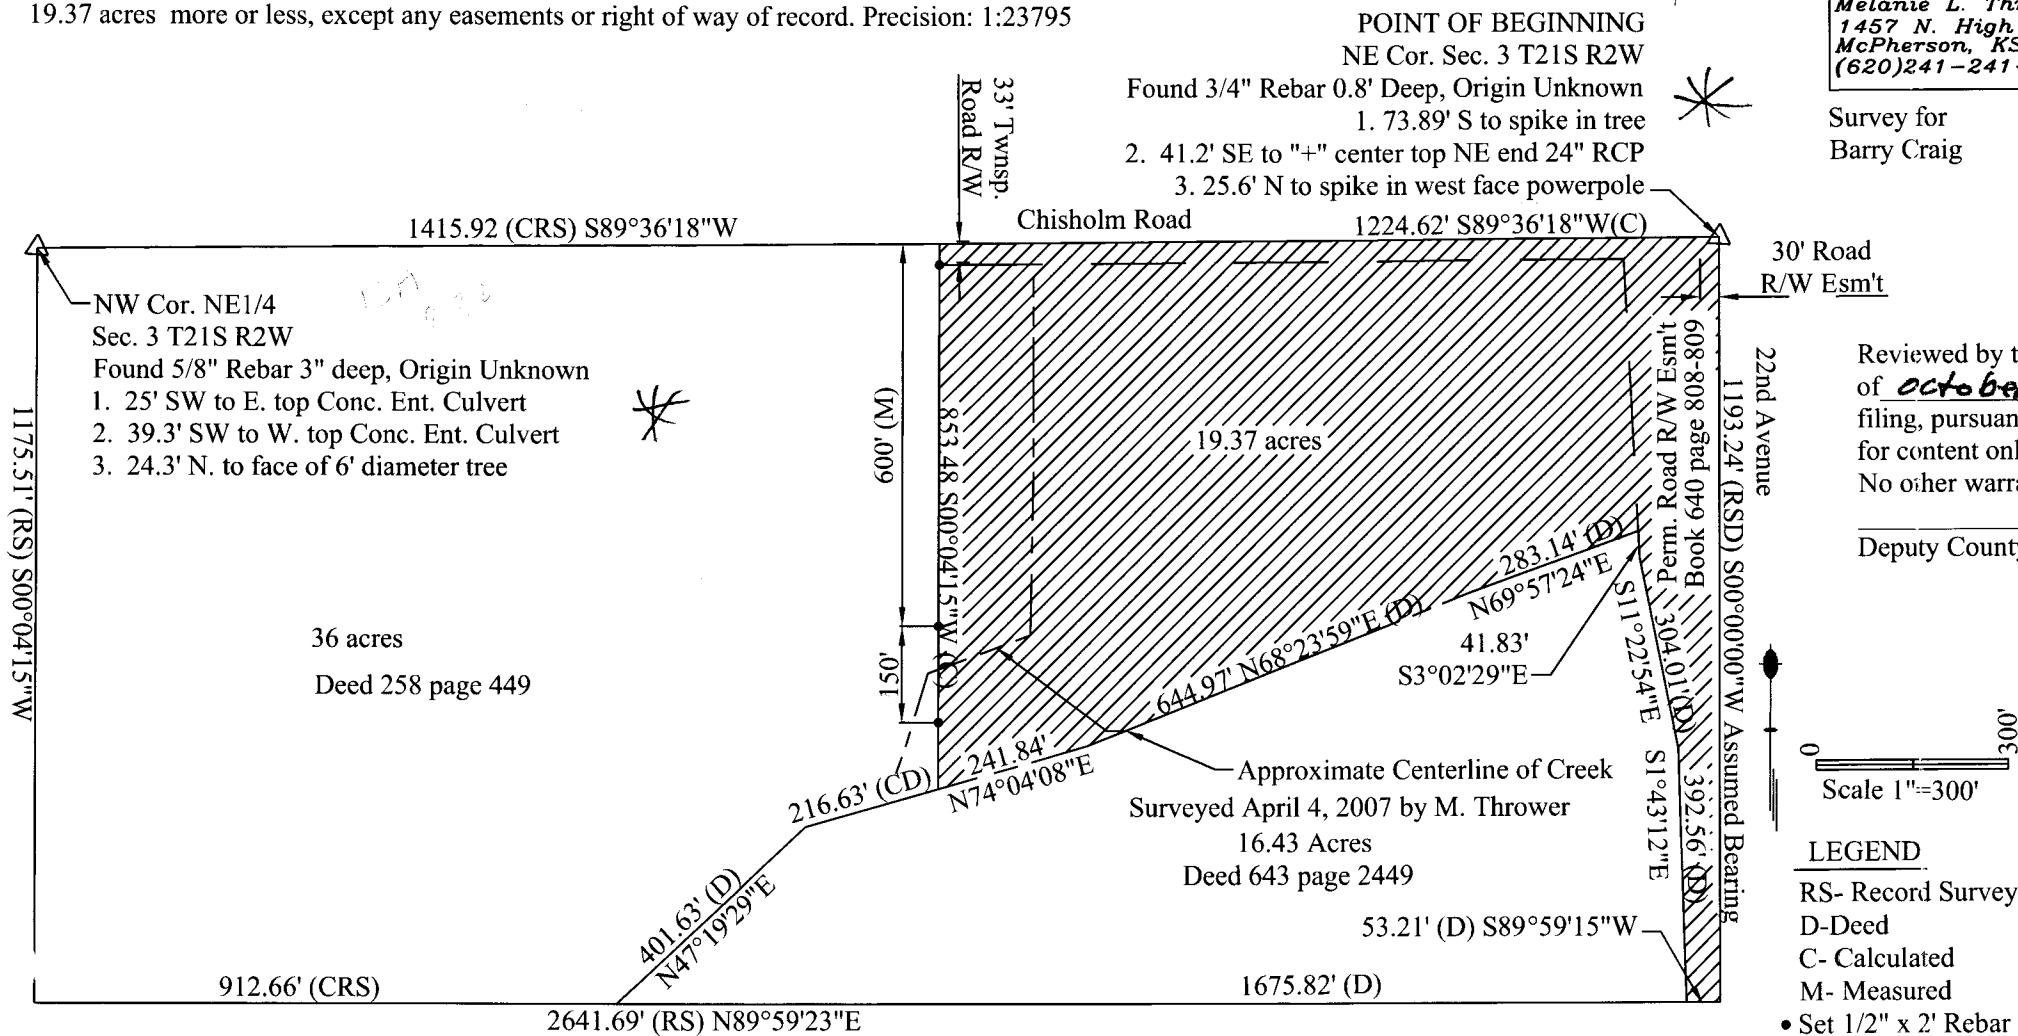 19.37 acres more or less, except any easements or right of way of record. Precision: 1:23795
POINT OF BEGINNING
NE Cor. Sec. 3 T21S R2W
Found 3/4" Rebar 0.8' Deep, Origin Unknown
1. 73.89' S to spike in tree
2. 41.2' SE to "+" center top NE end 24" RCP
3. 25.6' N to spike in west face powerpole
Melanie L.
1457 N. High
McPherson, KS
(620)241-241
Survey for
Barry Craig
33' Twnsp.
Road R/W
1415.92 (CRS) S89°36'18"W
Chisholm Road
1224.62' S89°36'18"W(C)
30' Road
R/W Esm't
NW Cor. NE1/4
Sec. 3 T21S R2W
Found 5/8" Rebar 3" deep, Origin Unknown
1. 25' SW to E. top Conc. Ent. Culvert
2. 39.3' SW to W. top Conc. Ent. Culvert
3. 24.3' N. to face of 6' diameter tree
1175.51' (RS) S00°04'15"W
600' (M)
853.48 S00°04'15"W (C)
150'
19.37 acres
Perm. Road R/W Esm't
Book 640 page 808-809
22nd Avenue
1193.24' (RSD) S00°00'00"W Assumed Bearing
Reviewed by
of october
filing, pursuan
for content onl
No other warra
Deputy County
283.14' (D)
N69°57'24"E
644.97' N68°23'59"E (D)
41.83'
S3°02'29"E
S11°22'54"E
304.01'(D)
36 acres
Deed 258 page 449
241.84'
N74°04'08"E
216.63' (CD)
401.63' (D)
N47°19'29"E
Approximate Centerline of Creek
Surveyed April 4, 2007 by M. Thrower
16.43 Acres
Deed 643 page 2449
S1°43'12"E
392.56' (D)
53.21' (D) S89°59'15"W
912.66' (CRS)
1675.82' (D)
2641.69' (RS) N89°59'23"E
0
300'
Scale 1"=300'
LEGEND
RS- Record Survey
D-Deed
C- Calculated
M- Measured
Set 1/2" x 2' Rebar